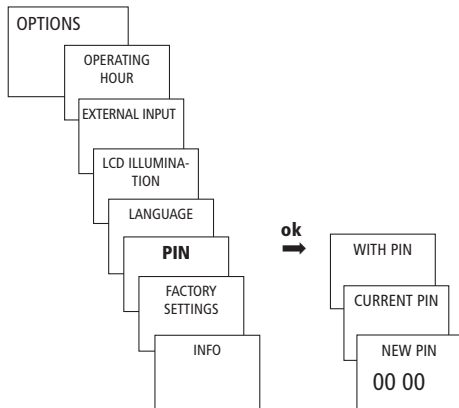 OPTIONS
OPERATING
HOUR
EXTERNAL INPUT
LCD ILLUMINA-
TION
LANGUAGE
PIN
FACTORY
SETTINGS
INFO
ok
WITH PIN
CURRENT PIN
NEW PIN
00 00